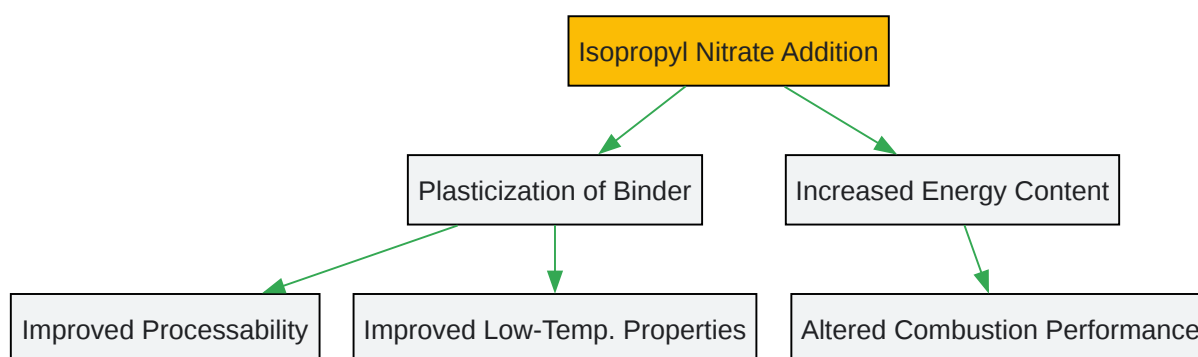 Isopropyl Nitrate Addition
Plasticization of Binder
Increased Energy Content
Improved Processability
Improved Low-Temp. Properties
Altered Combustion Performance